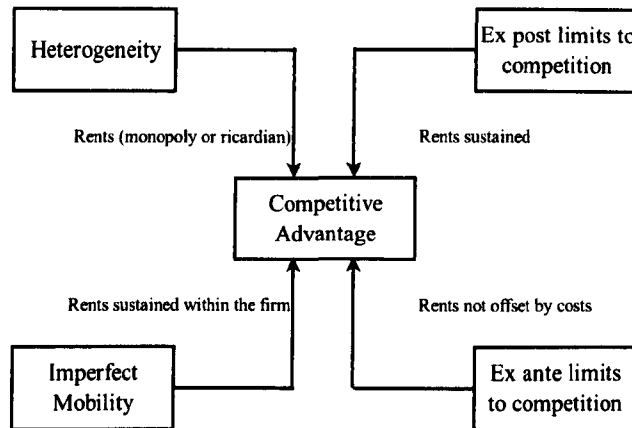 Heterogeneity
Ex post limits to
competition
Rents (monopoly or ricardian)
Rents sustained
Competitive
Advantage
Rents sustained within the firm
Rents not offset by costs
Imperfect
Mobility
Ex ante limits
to competition